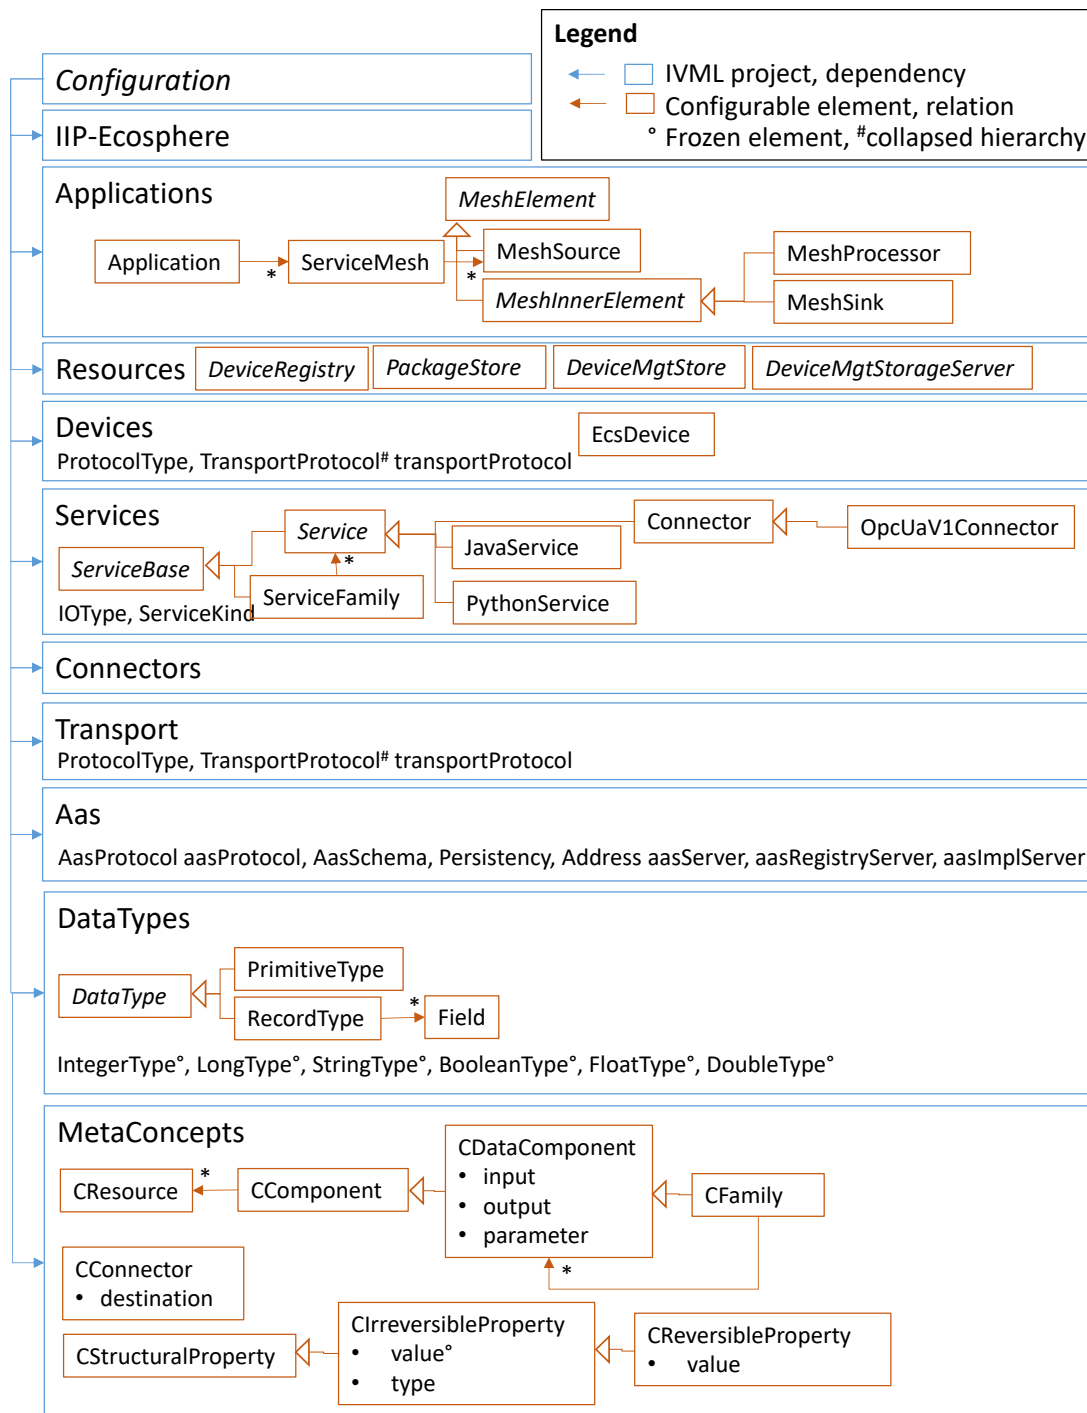 Legend
IVML project, dependency
Configurable element, relation
° Frozen element, #collapsed hierarchy
Configuration
IIP-Ecosphere
Applications
MeshElement
Application
*
ServiceMesh
*
MeshSource
MeshInnerElement
MeshProcessor
MeshSink
Resources
DeviceRegistry
PackageStore
DeviceMgtStore
DeviceMgtStorageServer
Devices
EcsDevice
ProtocolType, TransportProtocol# transportProtocol
Services
Service
Connector
OpcUaV1Connector
JavaService
*
ServiceBase
ServiceFamily
PythonService
IOType, ServiceKind
Connectors
Transport
ProtocolType, TransportProtocol# transportProtocol
Aas
AasProtocol aasProtocol, AasSchema, Persistency, Address aasServer, aasRegistryServer, aasImplServer
DataTypes
PrimitiveType
DataType
RecordType
*
Field
IntegerType°, LongType°, StringType°, BooleanType°, FloatType°, DoubleType°
MetaConcepts
CResource
*
CComponent
CDataComponent
• input
• output
• parameter
CFamily
*
CConnector
• destination
CStructuralProperty
CIrreversibleProperty
• value°
• type
CReversibleProperty
• value